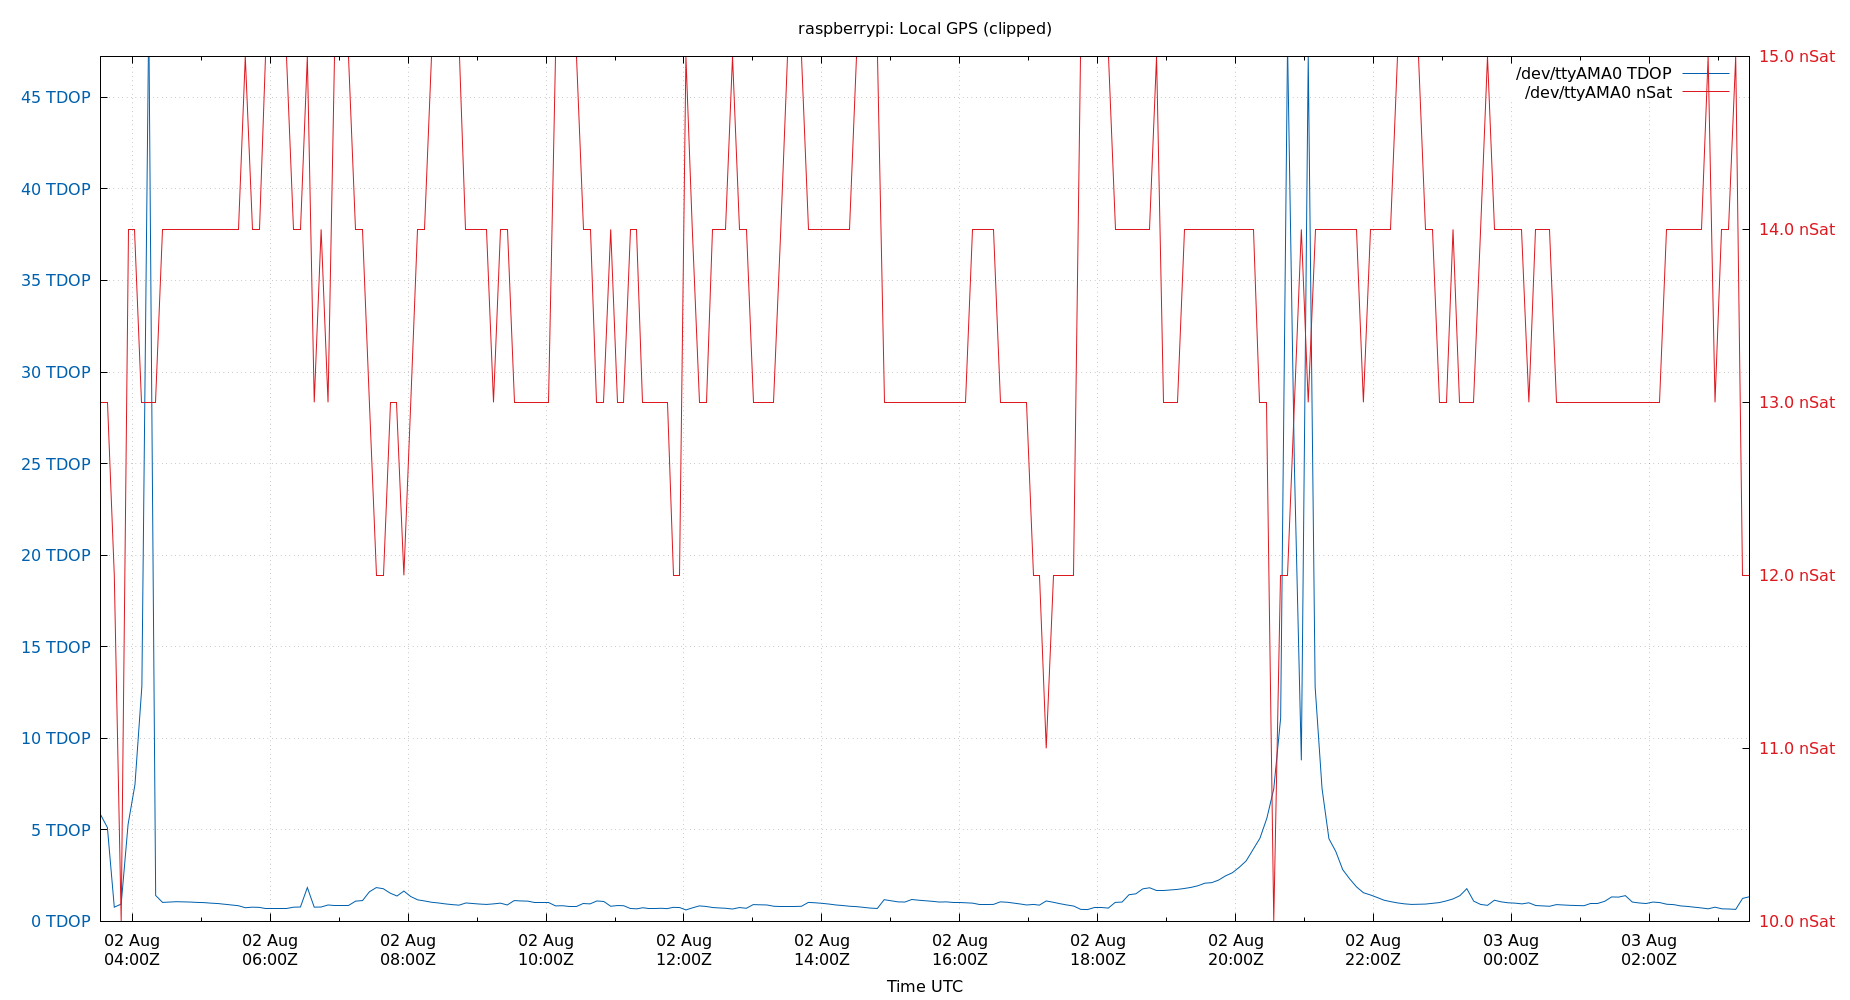 raspberrypi: Local GPS (clipped)
/dev/ttyAMA0 TDOP
/dev/ttyAMA0 nSat
45 TDOP
40 TDOP
35 TDOP
30 TDOP
25 TDOP
20 TDOP
15 TDOP
10 TDOP
5 TDOP
0 TDOP
15.0 nSat
14.0 nSat
13.0 nSat
12.0 nSat
11.0 nSat
10.0 nSat
02 Aug
04:00Z
02 Aug
06:00Z
02 Aug
08:00Z
02 Aug
10:00Z
02 Aug
12:00Z
02 Aug
14:00Z
02 Aug
16:00Z
02 Aug
18:00Z
02 Aug
20:00Z
02 Aug
22:00Z
03 Aug
00:00Z
03 Aug
02:00Z
Time UTC